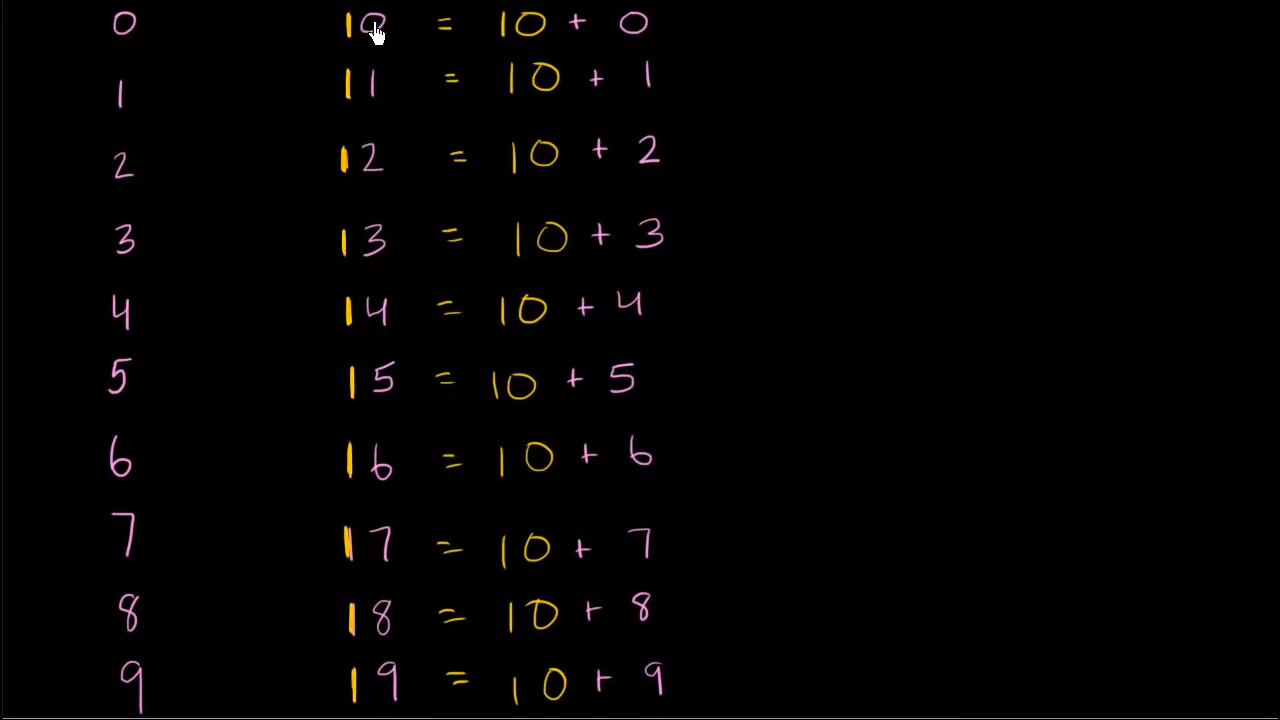 0 10 = 10 + 0
1 11 = 10 + 1
2 12 = 10 + 2
3 13 = 10 + 3
4 14 = 10 + 4
5 15 = 10 + 5
6 16 = 10 + 6
7 17 = 10 + 7
8 18 = 10 + 8
9 19 = 10 + 9